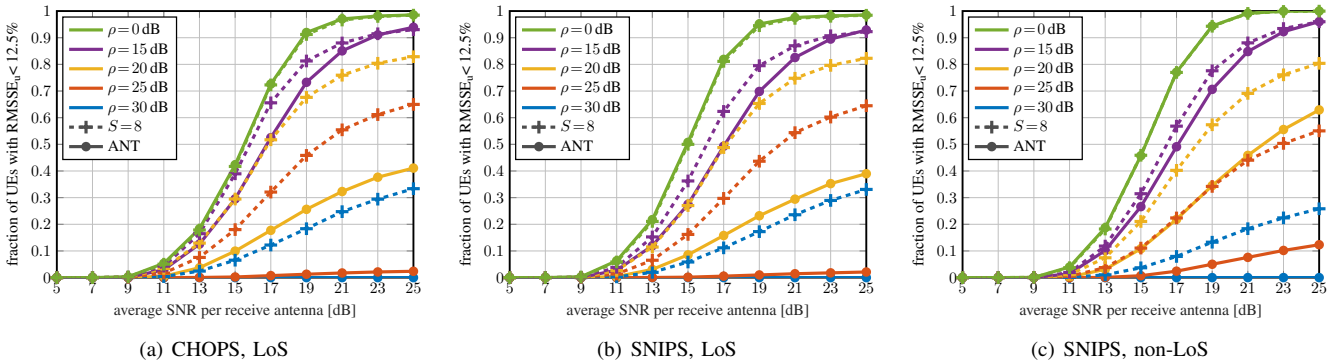 fraction of UEs with RMSSE_u < 12.5%
1
0.9
0.8
0.7
0.6
0.5
0.4
0.3
0.2
0.1
0
ρ=0 dB
ρ=15 dB
ρ=20 dB
ρ=25 dB
ρ=30 dB
S=8
ANT
5 7 9 11 13 15 17 19 21 23 25
average SNR per receive antenna [dB]
(a) CHOPS, LoS
fraction of UEs with RMSSE_u < 12.5%
1
0.9
0.8
0.7
0.6
0.5
0.4
0.3
0.2
0.1
0
ρ=0 dB
ρ=15 dB
ρ=20 dB
ρ=25 dB
ρ=30 dB
S=8
ANT
5 7 9 11 13 15 17 19 21 23 25
average SNR per receive antenna [dB]
(b) SNIPS, LoS
fraction of UEs with RMSSE_u < 12.5%
1
0.9
0.8
0.7
0.6
0.5
0.4
0.3
0.2
0.1
0
ρ=0 dB
ρ=15 dB
ρ=20 dB
ρ=25 dB
ρ=30 dB
S=8
ANT
5 7 9 11 13 15 17 19 21 23 25
average SNR per receive antenna [dB]
(c) SNIPS, non-LoS